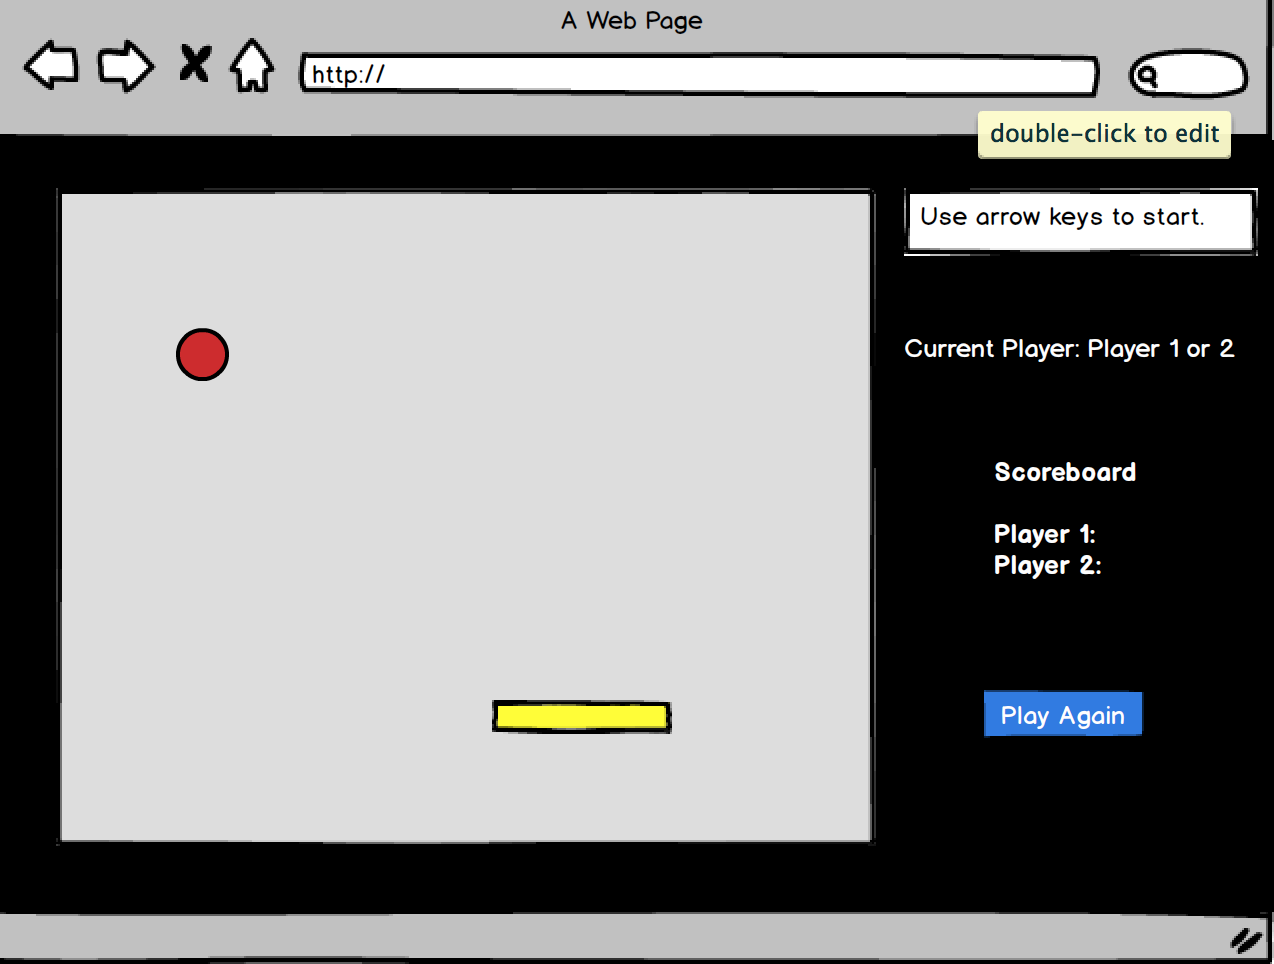 A Web Page
http://
double-click to edit
Use arrow keys to start.
Current Player: Player 1 or 2
Scoreboard
Player 1:
Player 2:
Play Again